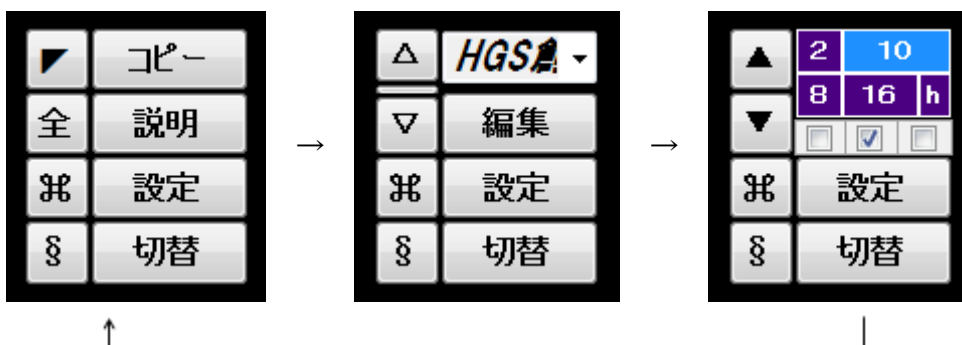 ◤ コピー
全 説明
⌘ 設定
§ 切替
→
△ HGS
▽ 編集
⌘ 設定
§ 切替
→
▲ 2 10
▼ 8 16 h
⌘ 設定
§ 切替
↑